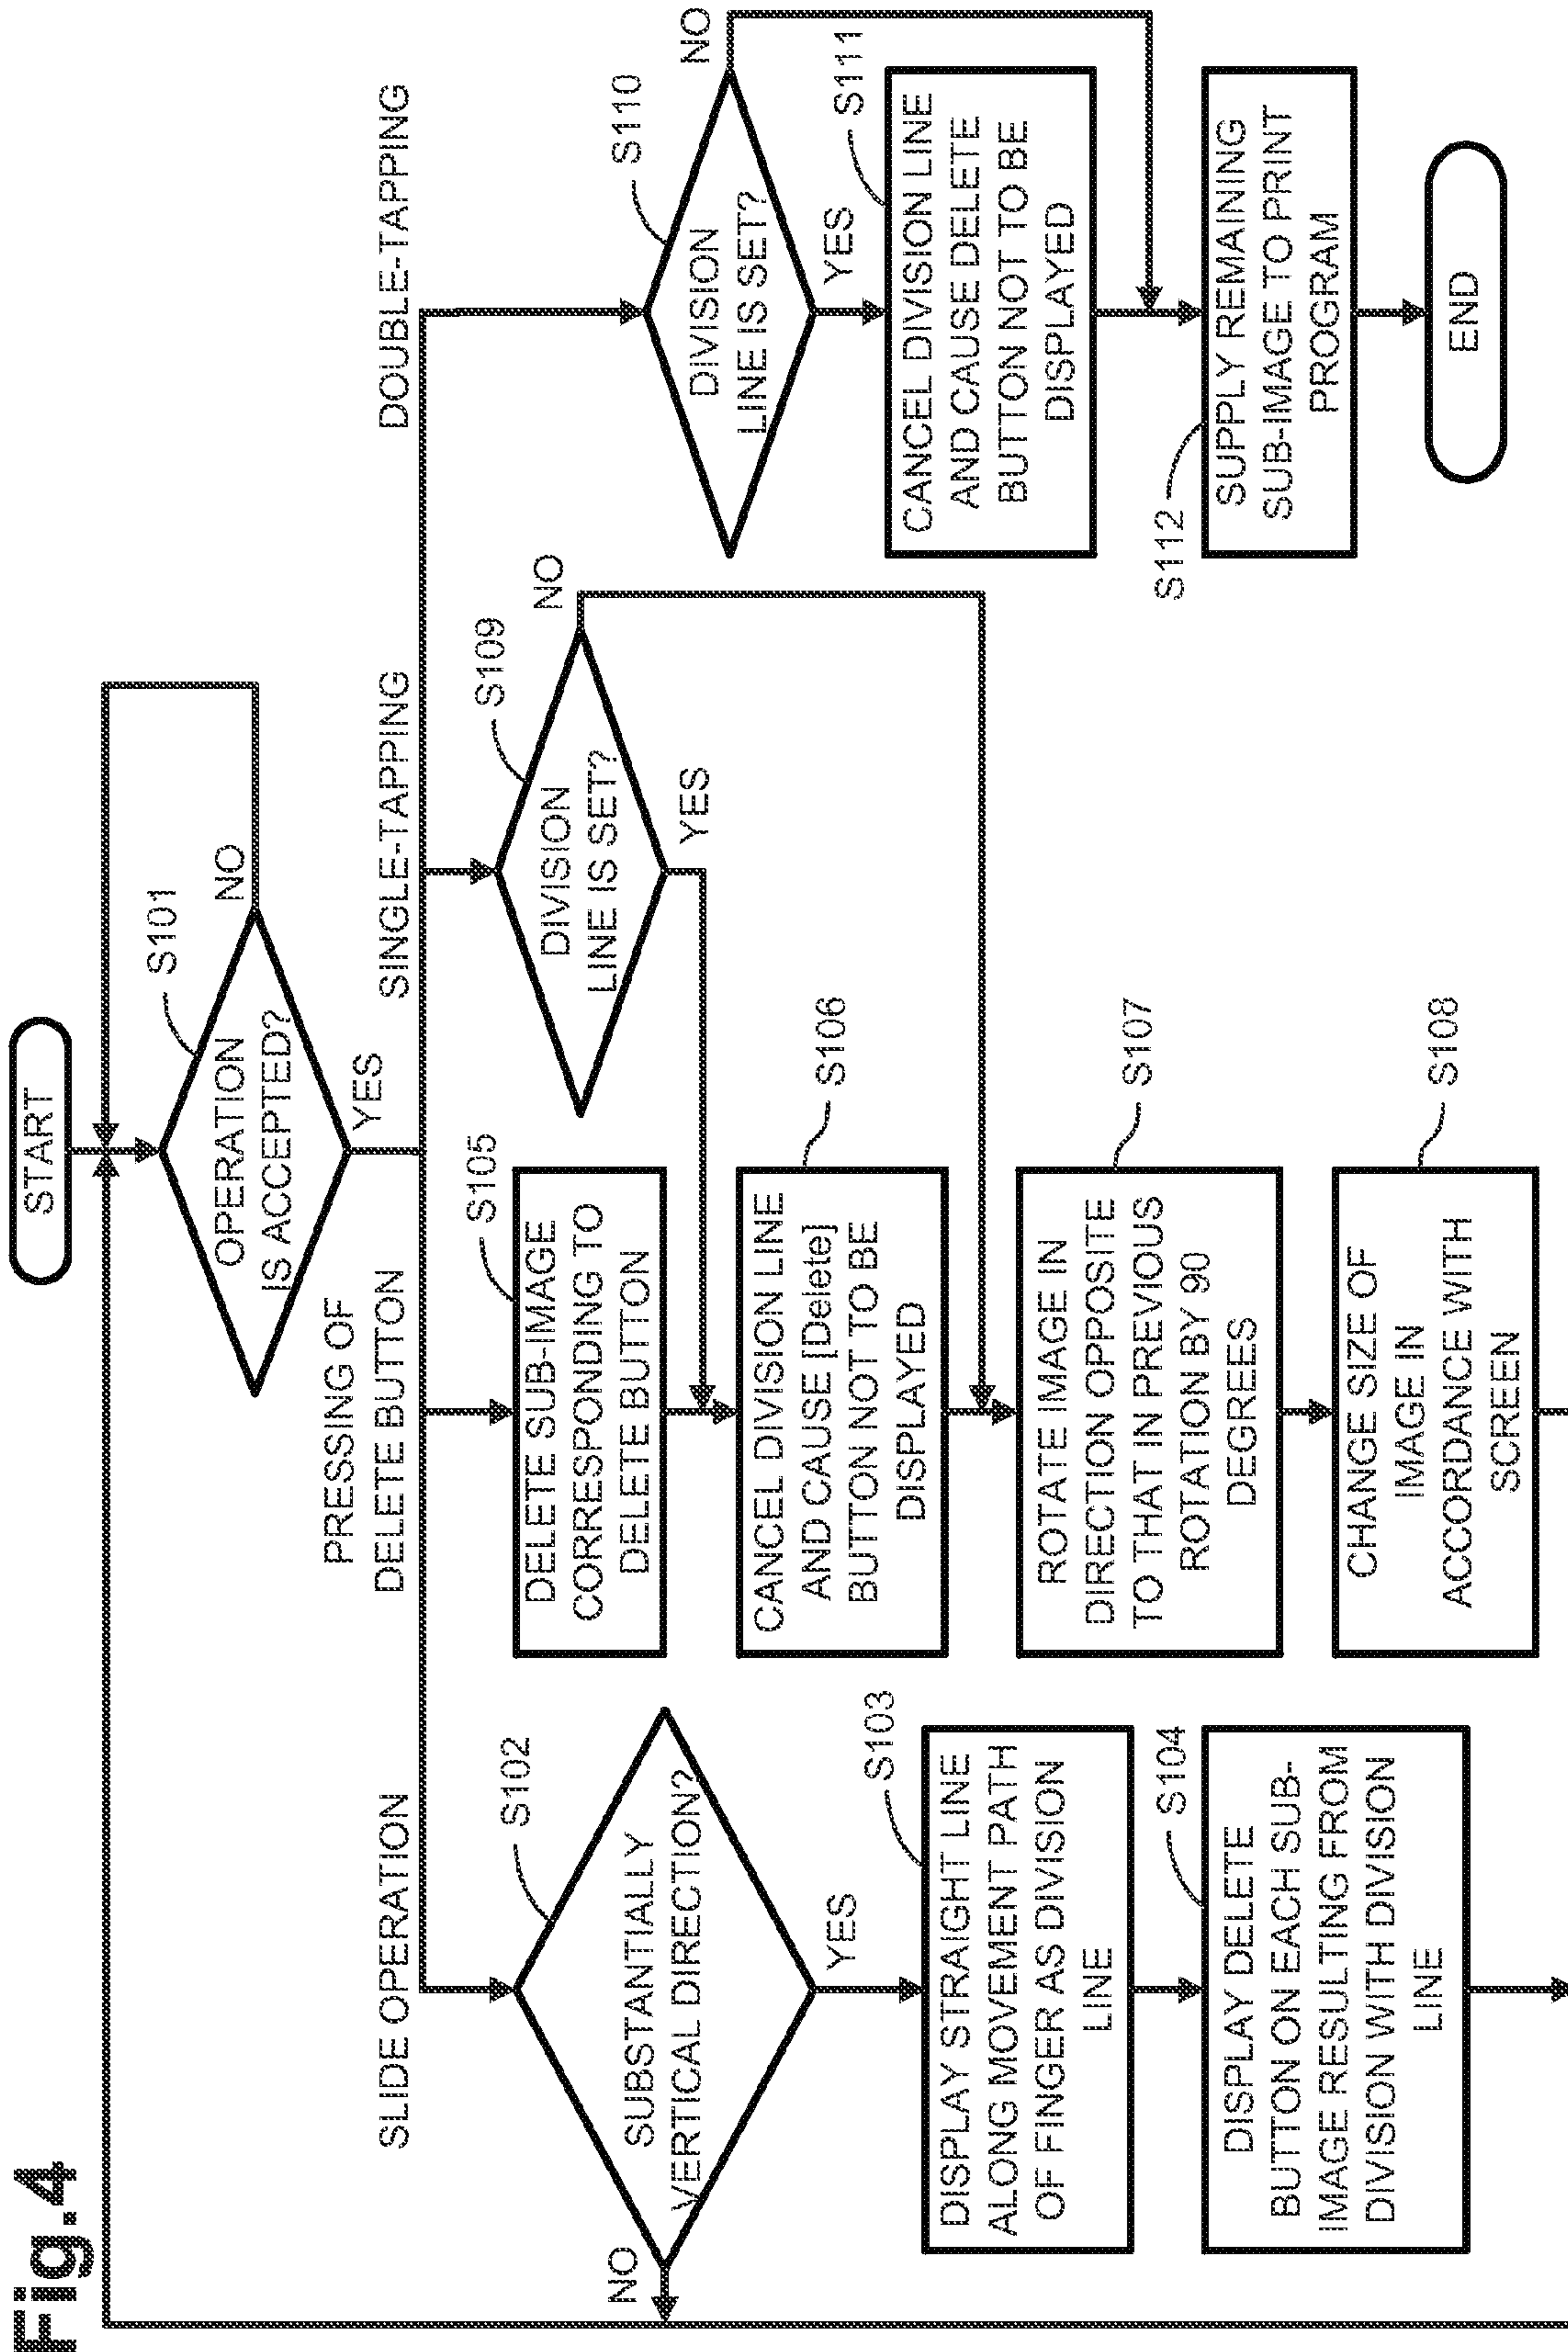 Fig.4
START
OPERATION
IS ACCEPTED?
S101
NO
YES
SLIDE OPERATION
PRESSING OF
DELETE BUTTON
SINGLE-TAPPING
DOUBLE-TAPPING
SUBSTANTIALLY
VERTICAL DIRECTION?
S102
NO
YES
DISPLAY STRAIGHT LINE
ALONG MOVEMENT PATH
OF FINGER AS DIVISION
LINE
S103
DISPLAY DELETE
BUTTON ON EACH SUB-
IMAGE RESULTING FROM
DIVISION WITH DIVISION
LINE
S104
DELETE SUB-IMAGE
CORRESPONDING TO
DELETE BUTTON
S105
CANCEL DIVISION LINE
AND CAUSE [Delete]
BUTTON NOT TO BE
DISPLAYED
S106
ROTATE IMAGE IN
DIRECTION OPPOSITE
TO THAT IN PREVIOUS
ROTATION BY 90
DEGREES
S107
CHANGE SIZE OF
IMAGE IN
ACCORDANCE WITH
SCREEN
S108
DIVISION
LINE IS SET?
S109
NO
YES
DIVISION
LINE IS SET?
S110
NO
YES
CANCEL DIVISION LINE
AND CAUSE DELETE
BUTTON NOT TO BE
DISPLAYED
S111
SUPPLY REMAINING
SUB-IMAGE TO PRINT
PROGRAM
S112
END